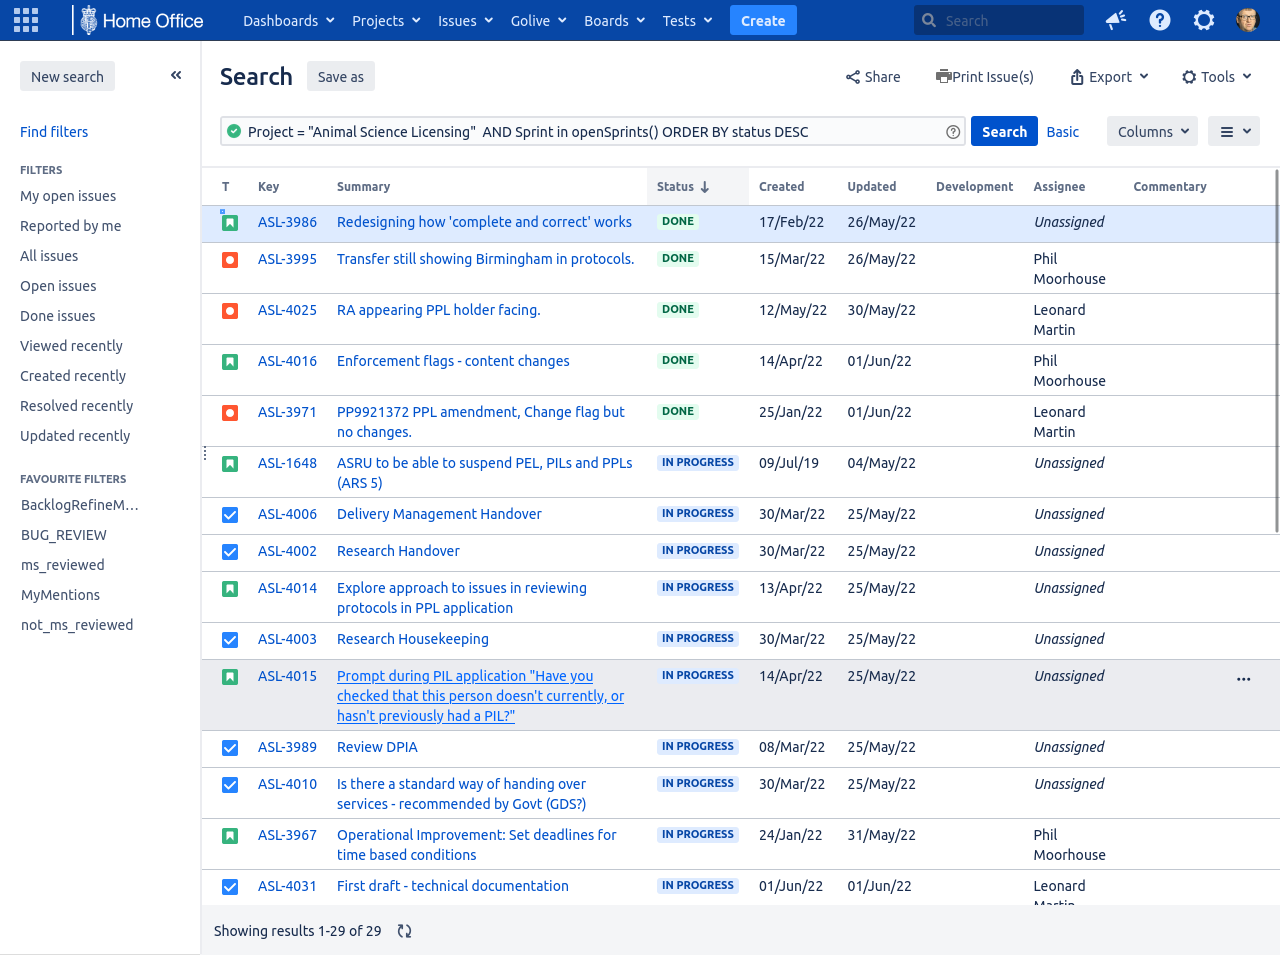 Home Office Dashboards Projects Issues Golive Boards Tests Create Search
New search
Search Save as Share Print Issue(s) Export Tools
Find filters
Project = "Animal Science Licensing" AND Sprint in openSprints() ORDER BY status DESC Search Basic Columns
FILTERS
My open issues
Reported by me
All issues
Open issues
Done issues
Viewed recently
Created recently
Resolved recently
Updated recently
FAVOURITE FILTERS
BacklogRefineM...
BUG_REVIEW
ms_reviewed
MyMentions
not_ms_reviewed
T Key Summary Status Created Updated Development Assignee Commentary
ASL-3986 Redesigning how 'complete and correct' works DONE 17/Feb/22 26/May/22 Unassigned
ASL-3995 Transfer still showing Birmingham in protocols. DONE 15/Mar/22 26/May/22 Phil
Moorhouse
ASL-4025 RA appearing PPL holder facing. DONE 12/May/22 30/May/22 Leonard
Martin
ASL-4016 Enforcement flags - content changes DONE 14/Apr/22 01/Jun/22 Phil
Moorhouse
ASL-3971 PP9921372 PPL amendment, Change flag but DONE 25/Jan/22 01/Jun/22 Leonard
no changes. Martin
ASL-1648 ASRU to be able to suspend PEL, PILs and PPLs IN PROGRESS 09/Jul/19 04/May/22 Unassigned
(ARS 5)
ASL-4006 Delivery Management Handover IN PROGRESS 30/Mar/22 25/May/22 Unassigned
ASL-4002 Research Handover IN PROGRESS 30/Mar/22 25/May/22 Unassigned
ASL-4014 Explore approach to issues in reviewing IN PROGRESS 13/Apr/22 25/May/22 Unassigned
protocols in PPL application
ASL-4003 Research Housekeeping IN PROGRESS 30/Mar/22 25/May/22 Unassigned
ASL-4015 Prompt during PIL application "Have you IN PROGRESS 14/Apr/22 25/May/22 Unassigned
checked that this person doesn't currently, or
hasn't previously had a PIL?"
ASL-3989 Review DPIA IN PROGRESS 08/Mar/22 25/May/22 Unassigned
ASL-4010 Is there a standard way of handing over IN PROGRESS 30/Mar/22 25/May/22 Unassigned
services - recommended by Govt (GDS?)
ASL-3967 Operational Improvement: Set deadlines for IN PROGRESS 24/Jan/22 31/May/22 Phil
time based conditions Moorhouse
ASL-4031 First draft - technical documentation IN PROGRESS 01/Jun/22 01/Jun/22 Leonard
Martin
Showing results 1-29 of 29